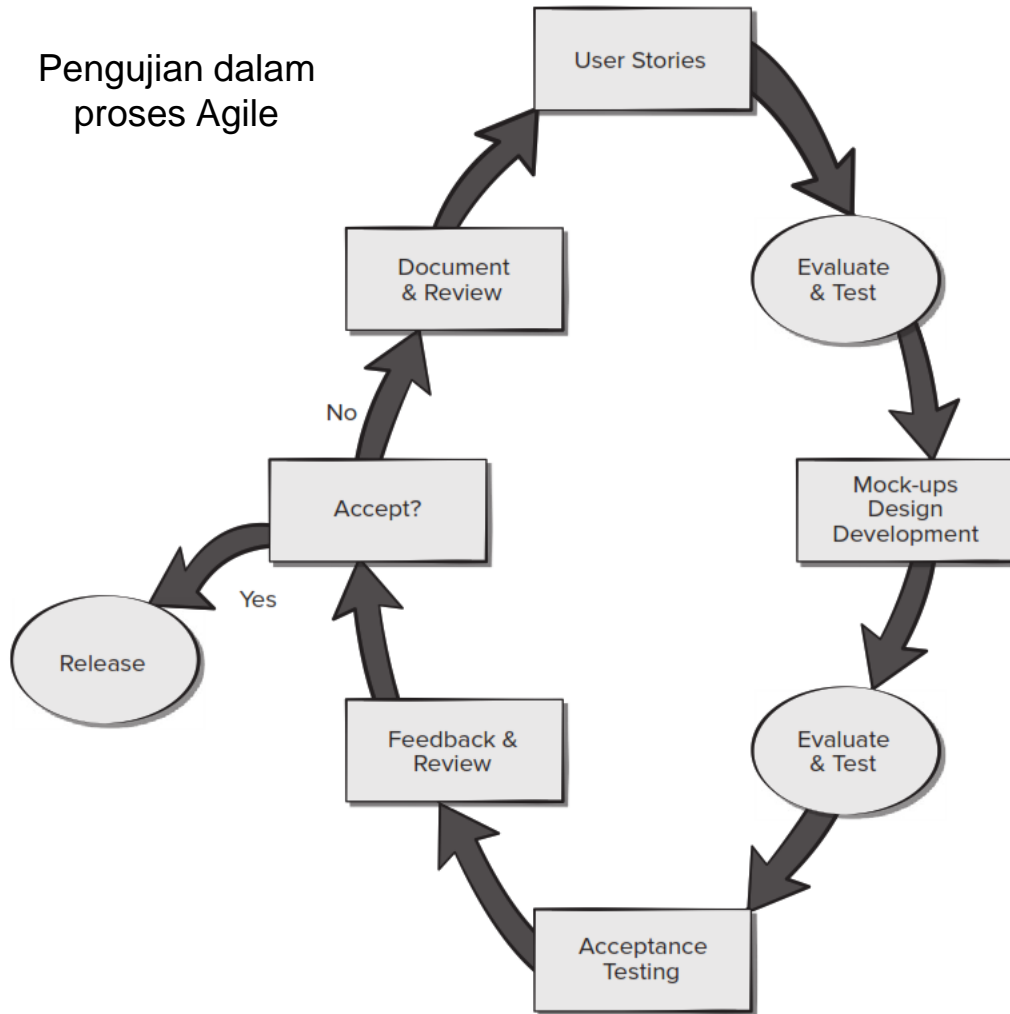 Pengujian dalam
proses Agile
User Stories
Evaluate
& Test
Document
& Review
No
Accept?
Mock-ups
Design
Development
Yes
Release
Feedback &
Review
Evaluate
& Test
Acceptance
Testing